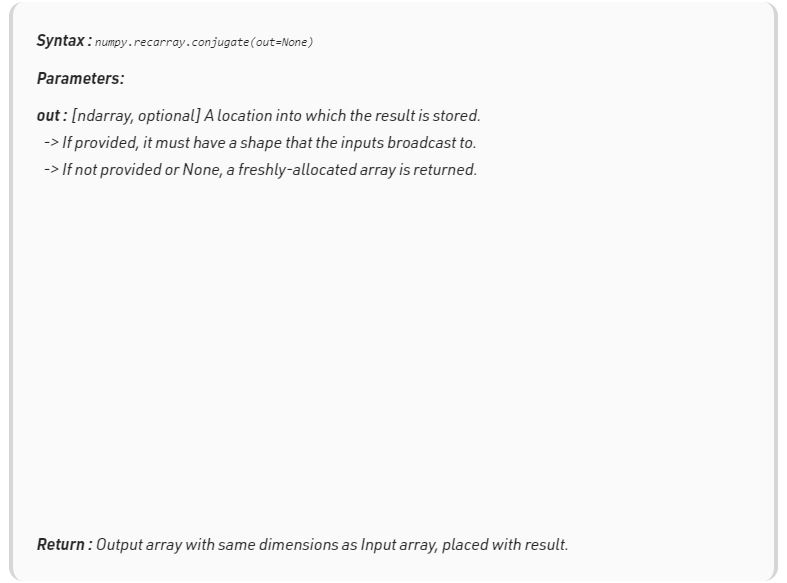 Syntax : numpy.recarray.conjugate(out=None)
Parameters:
out : [ndarray, optional] A location into which the result is stored.
-> If provided, it must have a shape that the inputs broadcast to.
-> If not provided or None, a freshly-allocated array is returned.
Return : Output array with same dimensions as Input array, placed with result.